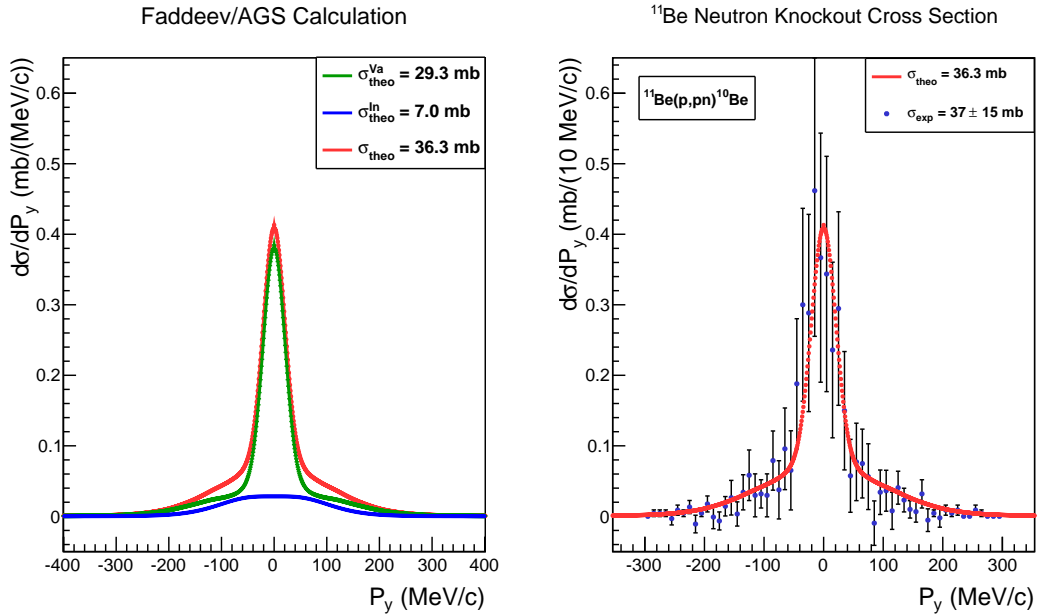 Faddeev/AGS Calculation
dσ/dP_y (mb/(MeV/c))
0.6
0.5
0.4
0.3
0.2
0.1
0
σ^Va_theo = 29.3 mb
σ^In_theo = 7.0 mb
σ_theo = 36.3 mb
-400 -300 -200 -100 0 100 200 300 400
P_y (MeV/c)
¹¹Be Neutron Knockout Cross Section
dσ/dP_y (mb/(10 MeV/c))
0.6
0.5
0.4
0.3
0.2
0.1
0
¹¹Be(p,pn)¹⁰Be
σ_theo = 36.3 mb
σ_exp = 37 ± 15 mb
-300 -200 -100 0 100 200 300
P_y (MeV/c)